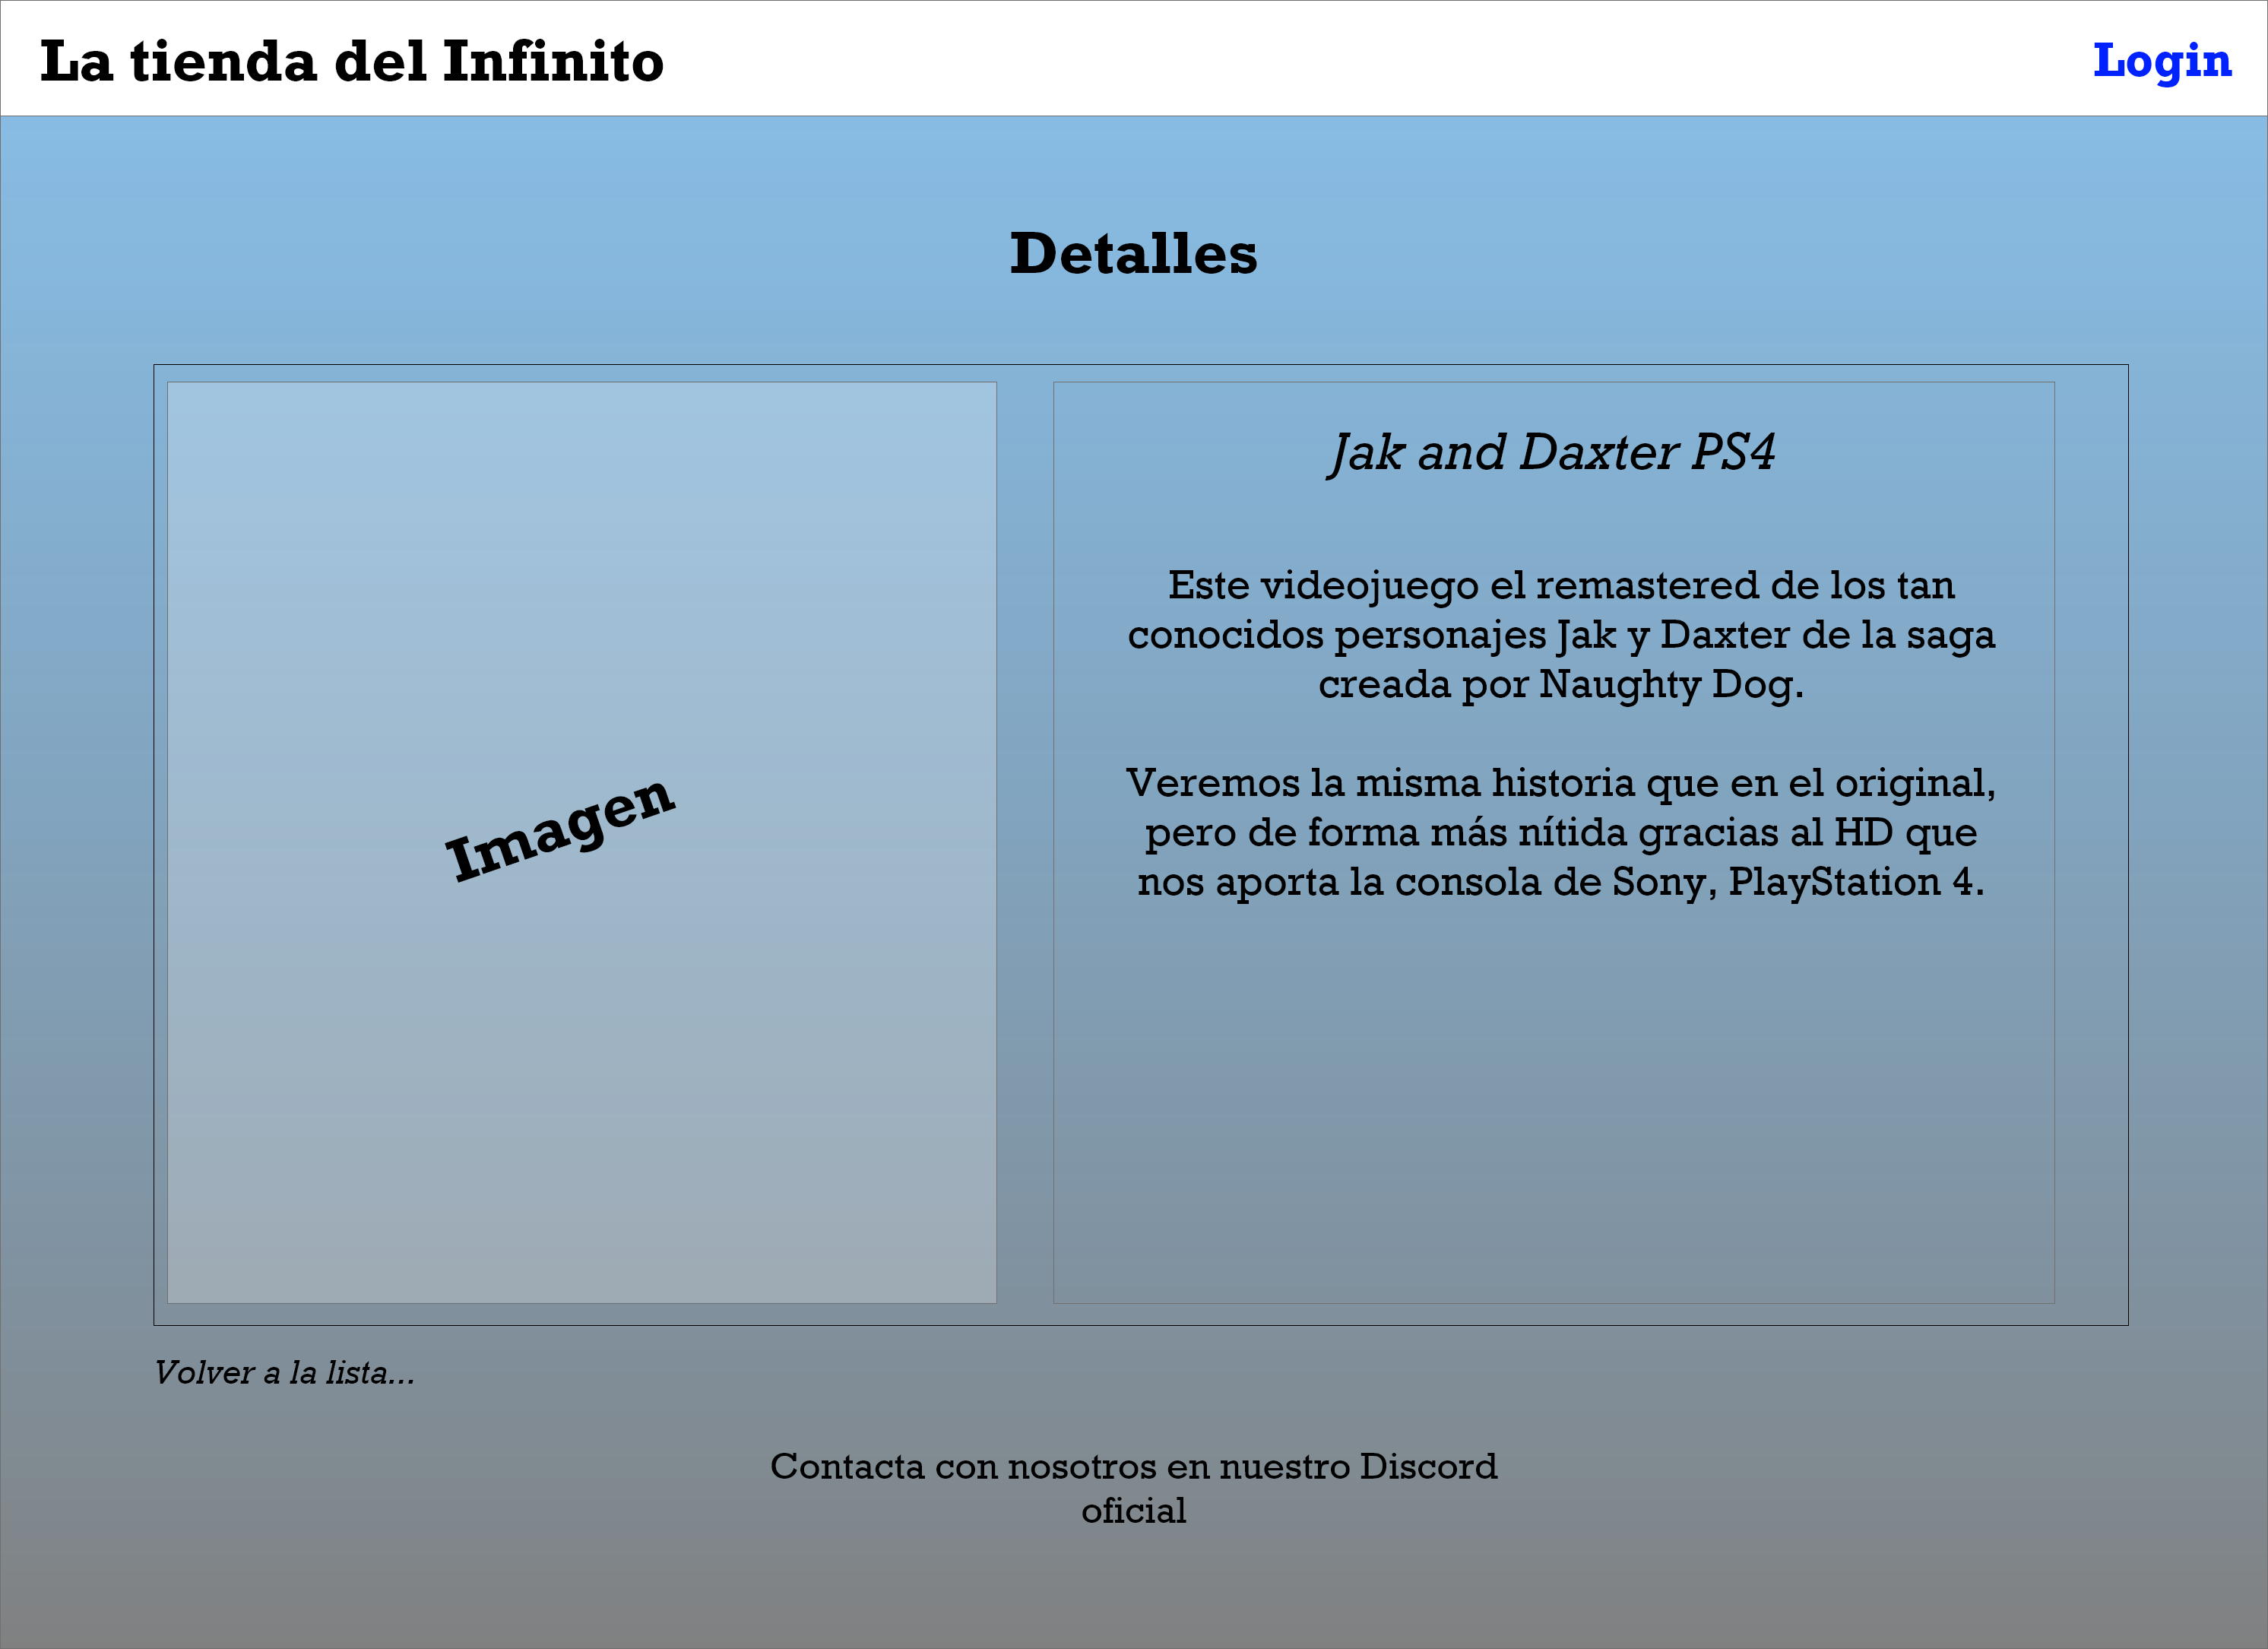 La tienda del Infinito
Login
Detalles
Imagen
Jak and Daxter PS4
Este videojuego el remastered de los tan
conocidos personajes Jak y Daxter de la saga
creada por Naughty Dog.
Veremos la misma historia que en el original,
pero de forma más nítida gracias al HD que
nos aporta la consola de Sony, PlayStation 4.
Volver a la lista...
Contacta con nosotros en nuestro Discord
oficial